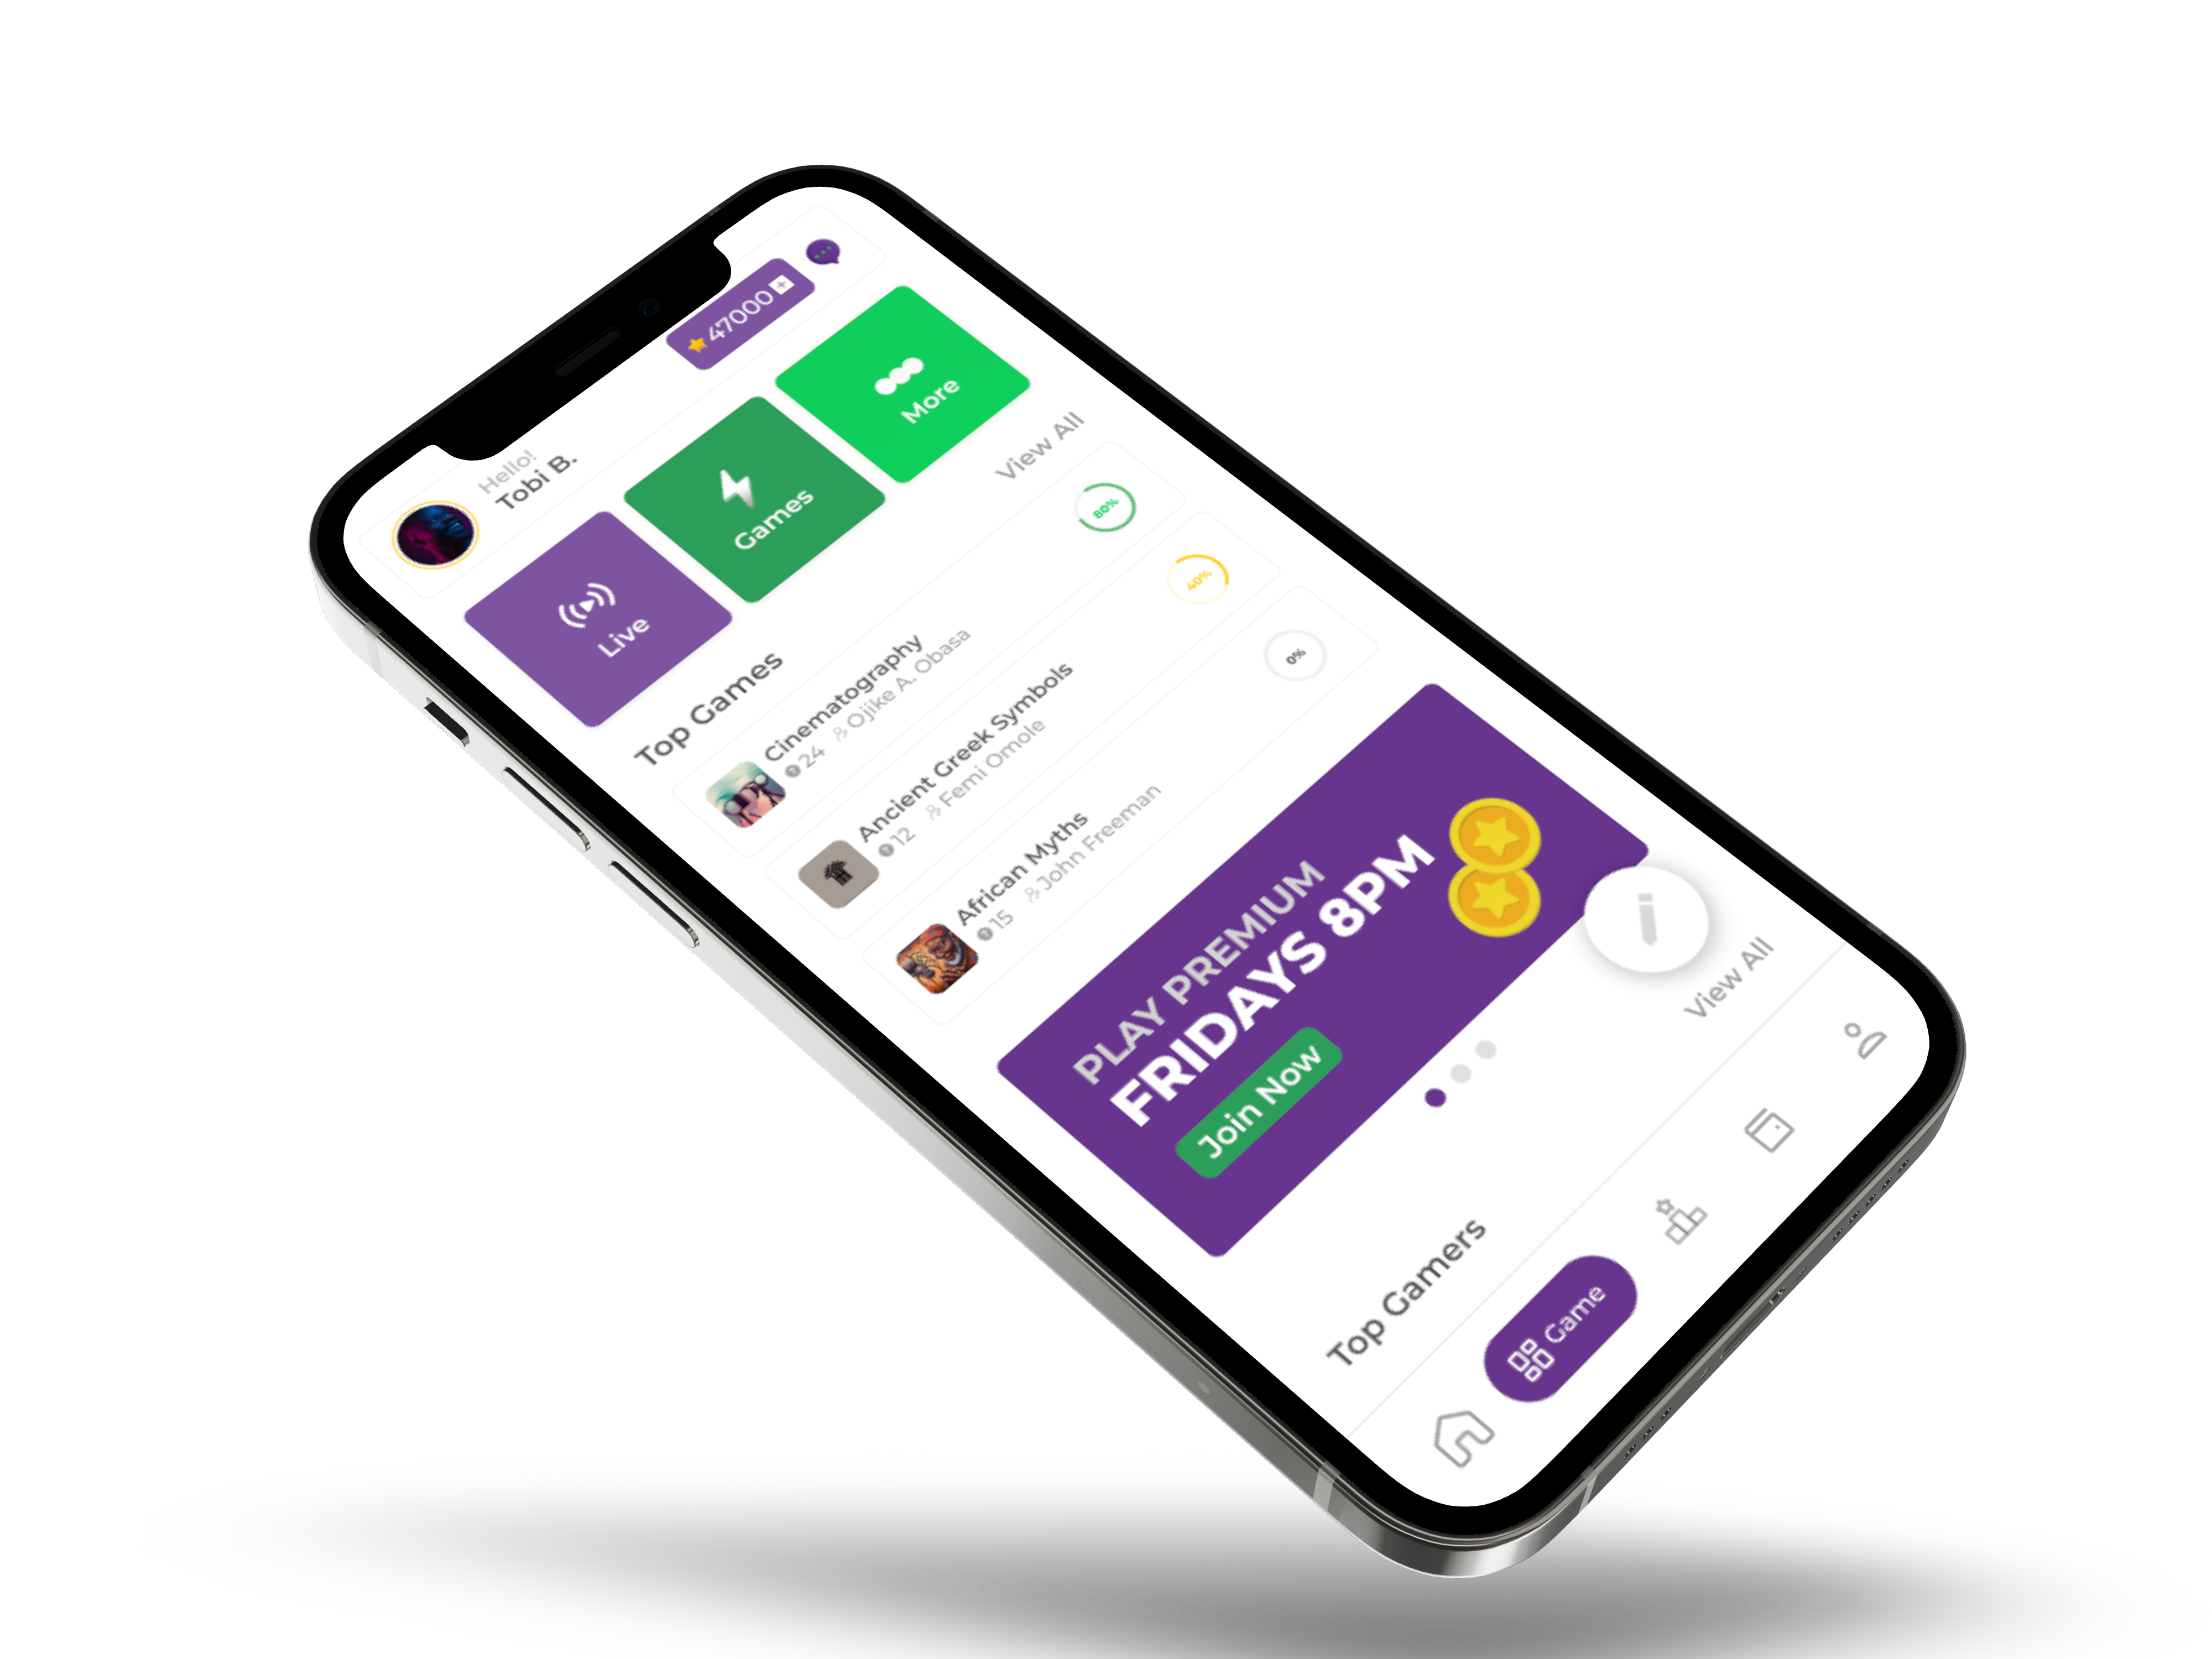 Hello!
Tobi B.
47000
Live
Games
More
Top Games
View All
Cinematography
24 Ojike A. Obasa
80%
Ancient Greek Symbols
12 Femi Omole
40%
African Myths
15 John Freeman
0%
PLAY PREMIUM
FRIDAYS 8PM
Join Now
Top Gamers
View All
Game